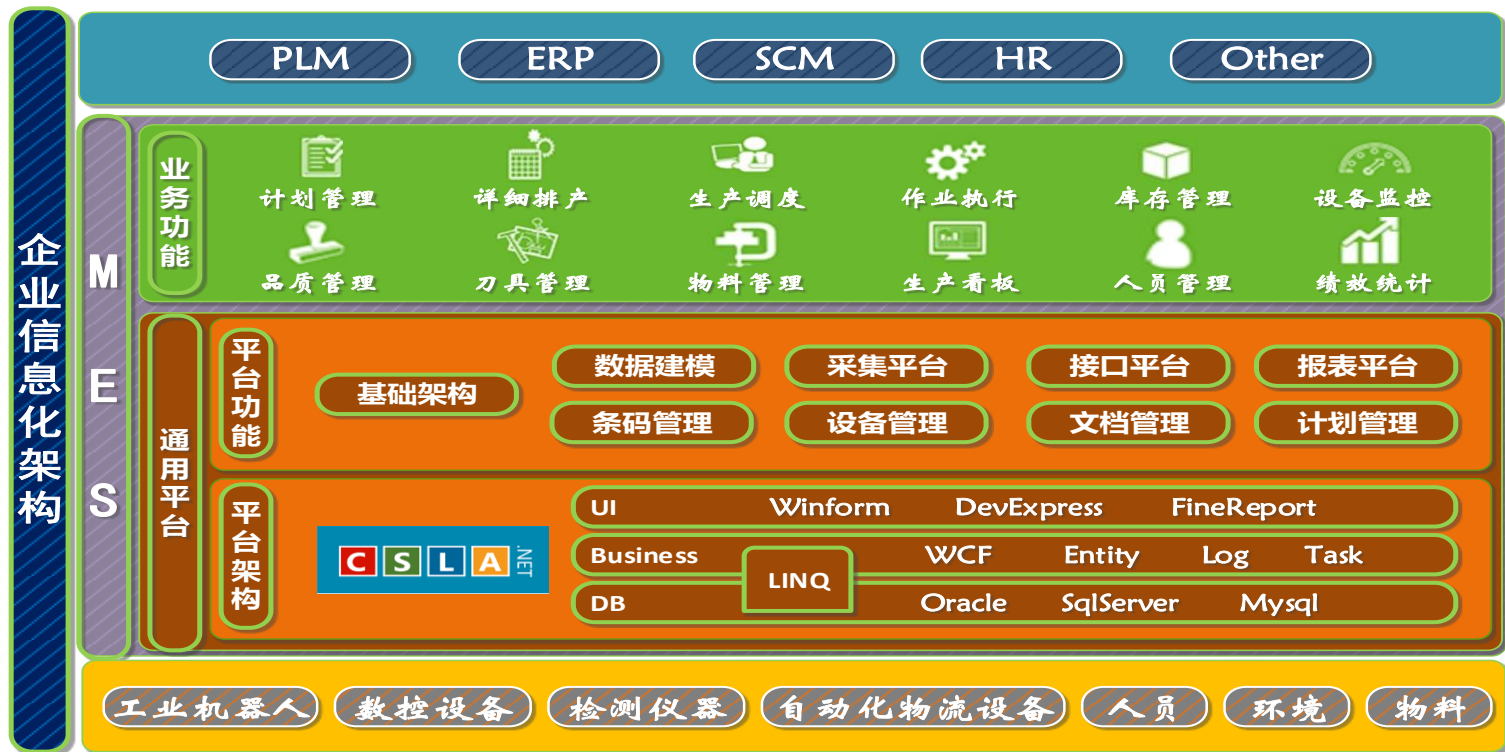 企业信息化架构
PLM ERP SCM HR Other
MES
业务功能
计划管理 详细排产 生产调度 作业执行 库存管理 设备监控
品质管理 刀具管理 物料管理 生产看板 人员管理 绩效统计
通用平台
平台功能
基础架构
数据建模 采集平台 接口平台 报表平台
条码管理 设备管理 文档管理 计划管理
平台架构
CSLA.NET
UI Winform DevExpress FineReport
Business WCF Entity Log Task
LINQ
DB Oracle SqlServer Mysql
工业机器人 数控设备 检测仪器 自动化物流设备 人员 环境 物料